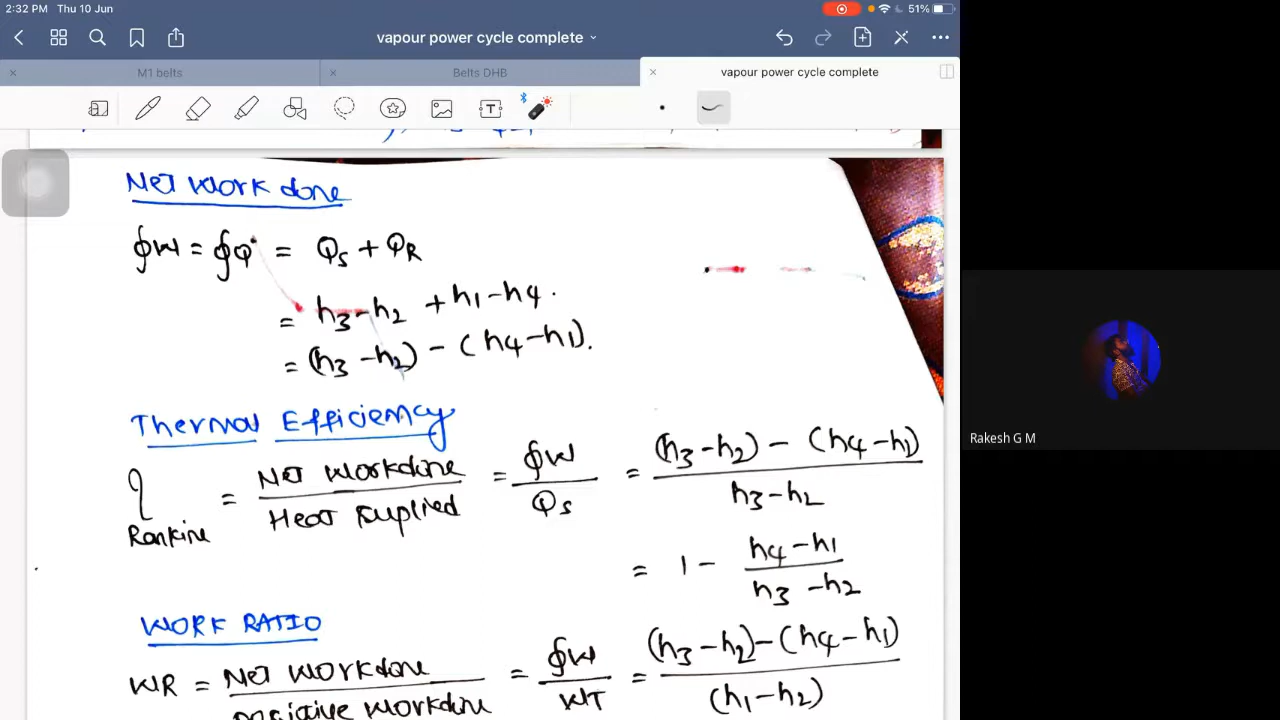 2:32 PM Thu 10 Jun 51%
vapour power cycle complete
M1 belts
Belts DHB
vapour power cycle complete
Net Work done
∮W = ∮Q = Qs + QR
= h3-h2 + h1-h4.
= (h3-h2) - (h4-h1).
Thermal Efficiency
η Rankine = Net Workdone / Heat Supplied = ∮W / Qs = (h3-h2) - (h4-h1) / h3-h2
= 1 - h4-h1 / h3-h2
WORK RATIO
WR = Net Workdone / positive workdone = ∮W / WT = (h3-h2)-(h4-h1) / (h1-h2)
Rakesh G M